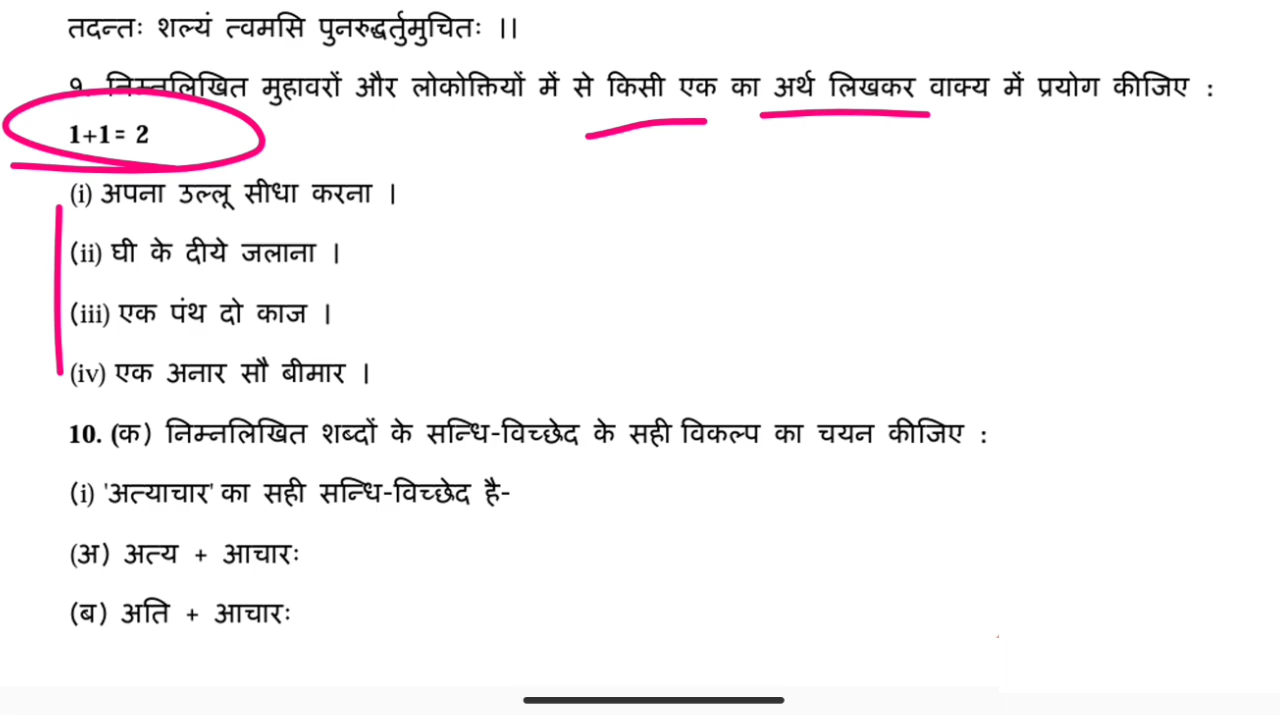 तदन्तः शल्यं त्वमसि पुनरुद्धर्तुमुचितः ।।
9. निम्नलिखित मुहावरों और लोकोक्तियों में से किसी एक का अर्थ लिखकर वाक्य में प्रयोग कीजिए :
1+1= 2
(i) अपना उल्लू सीधा करना ।
(ii) घी के दीये जलाना ।
(iii) एक पंथ दो काज ।
(iv) एक अनार सौ बीमार ।
10. (क) निम्नलिखित शब्दों के सन्धि-विच्छेद के सही विकल्प का चयन कीजिए :
(i) 'अत्याचार' का सही सन्धि-विच्छेद है-
(अ) अत्य + आचारः
(ब) अति + आचारः